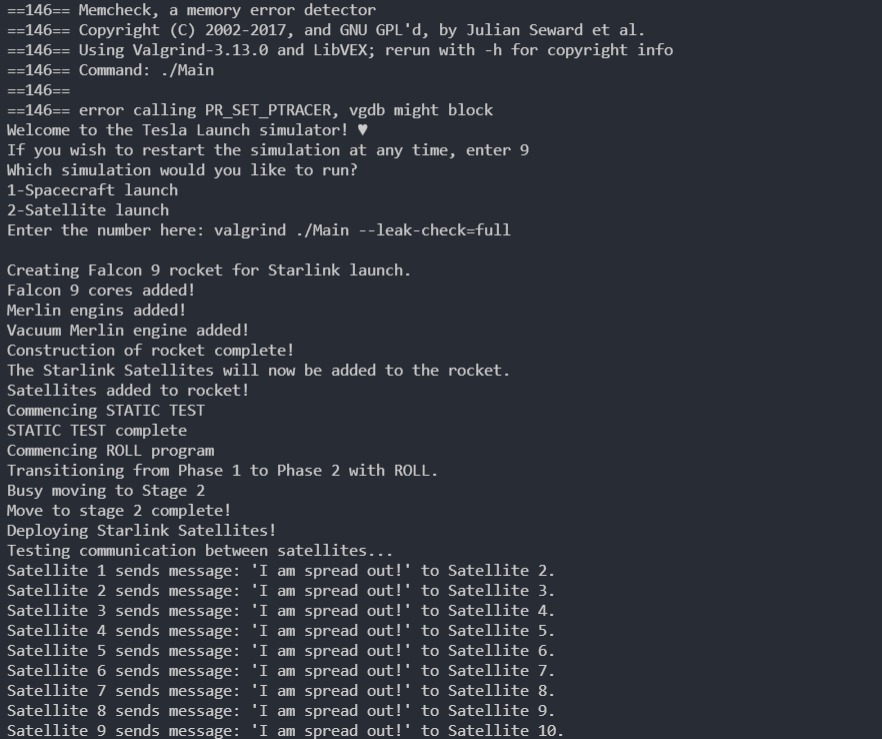 ==146== Memcheck, a memory error detector
==146== Copyright (C) 2002-2017, and GNU GPL'd, by Julian Seward et al.
==146== Using Valgrind-3.13.0 and LibVEX; rerun with -h for copyright info
==146== Command: ./Main
==146==
==146== error calling PR_SET_PTRACER, vgdb might block
Welcome to the Tesla Launch simulator! ♥
If you wish to restart the simulation at any time, enter 9
Which simulation would you like to run?
1-Spacecraft launch
2-Satellite launch
Enter the number here: valgrind ./Main --leak-check=full
Creating Falcon 9 rocket for Starlink launch.
Falcon 9 cores added!
Merlin engins added!
Vacuum Merlin engine added!
Construction of rocket complete!
The Starlink Satellites will now be added to the rocket.
Satellites added to rocket!
Commencing STATIC TEST
STATIC TEST complete
Commencing ROLL program
Transitioning from Phase 1 to Phase 2 with ROLL.
Busy moving to Stage 2
Move to stage 2 complete!
Deploying Starlink Satellites!
Testing communication between satellites...
Satellite 1 sends message: 'I am spread out!' to Satellite 2.
Satellite 2 sends message: 'I am spread out!' to Satellite 3.
Satellite 3 sends message: 'I am spread out!' to Satellite 4.
Satellite 4 sends message: 'I am spread out!' to Satellite 5.
Satellite 5 sends message: 'I am spread out!' to Satellite 6.
Satellite 6 sends message: 'I am spread out!' to Satellite 7.
Satellite 7 sends message: 'I am spread out!' to Satellite 8.
Satellite 8 sends message: 'I am spread out!' to Satellite 9.
Satellite 9 sends message: 'I am spread out!' to Satellite 10.